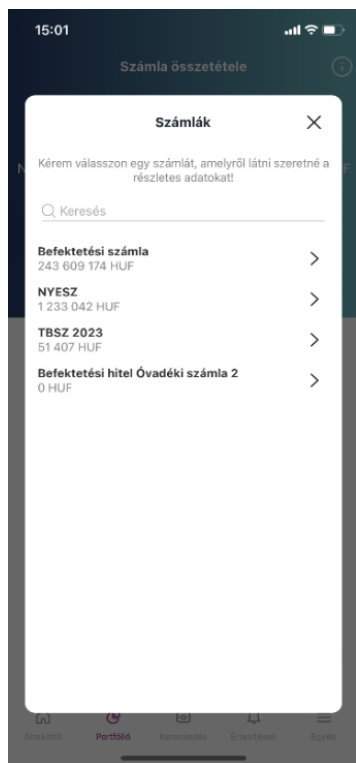 15:01
Számla összetétele
Számlák
Kérem válasszon egy számlát, amelyről látni szeretné a
részletes adatokat!
Keresés
Befektetési számla
243 609 174 HUF
NYESZ
1 233 042 HUF
TBSZ 2023
51 407 HUF
Befektetési hitel Óvadéki számla 2
0 HUF
Áttekintő Portfólió Kereskedés Értesítések Egyéb